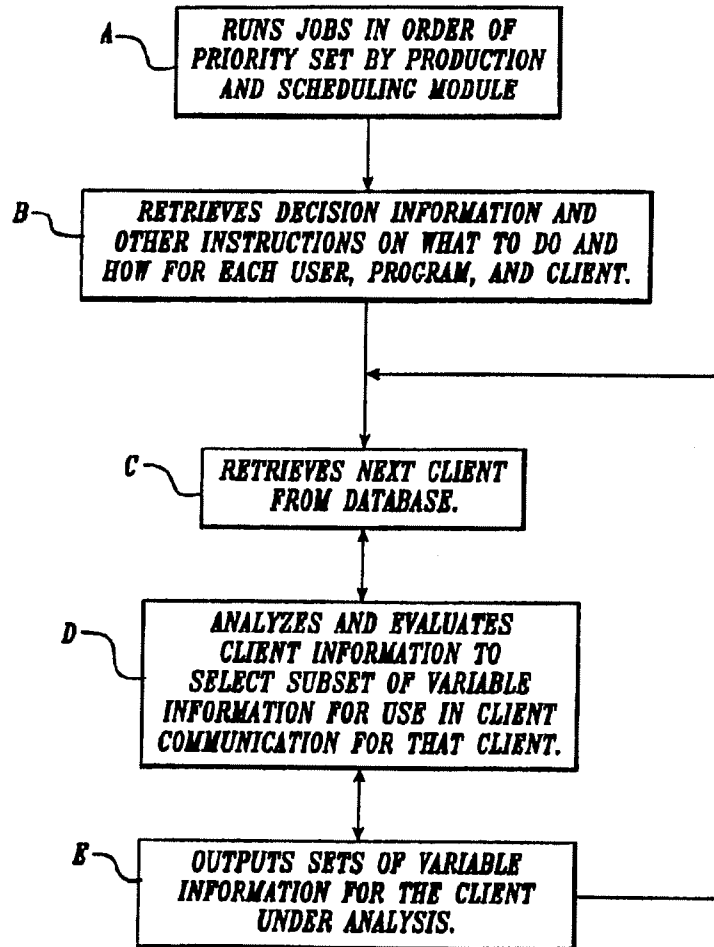 A
RUNS JOBS IN ORDER OF
PRIORITY SET BY PRODUCTION
AND SCHEDULING MODULE
B
RETRIEVES DECISION INFORMATION AND
OTHER INSTRUCTIONS ON WHAT TO DO AND
HOW FOR EACH USER, PROGRAM, AND CLIENT.
C
RETRIEVES NEXT CLIENT
FROM DATABASE.
D
ANALYZES AND EVALUATES
CLIENT INFORMATION TO
SELECT SUBSET OF VARIABLE
INFORMATION FOR USE IN CLIENT
COMMUNICATION FOR THAT CLIENT.
E
OUTPUTS SETS OF VARIABLE
INFORMATION FOR THE CLIENT
UNDER ANALYSIS.